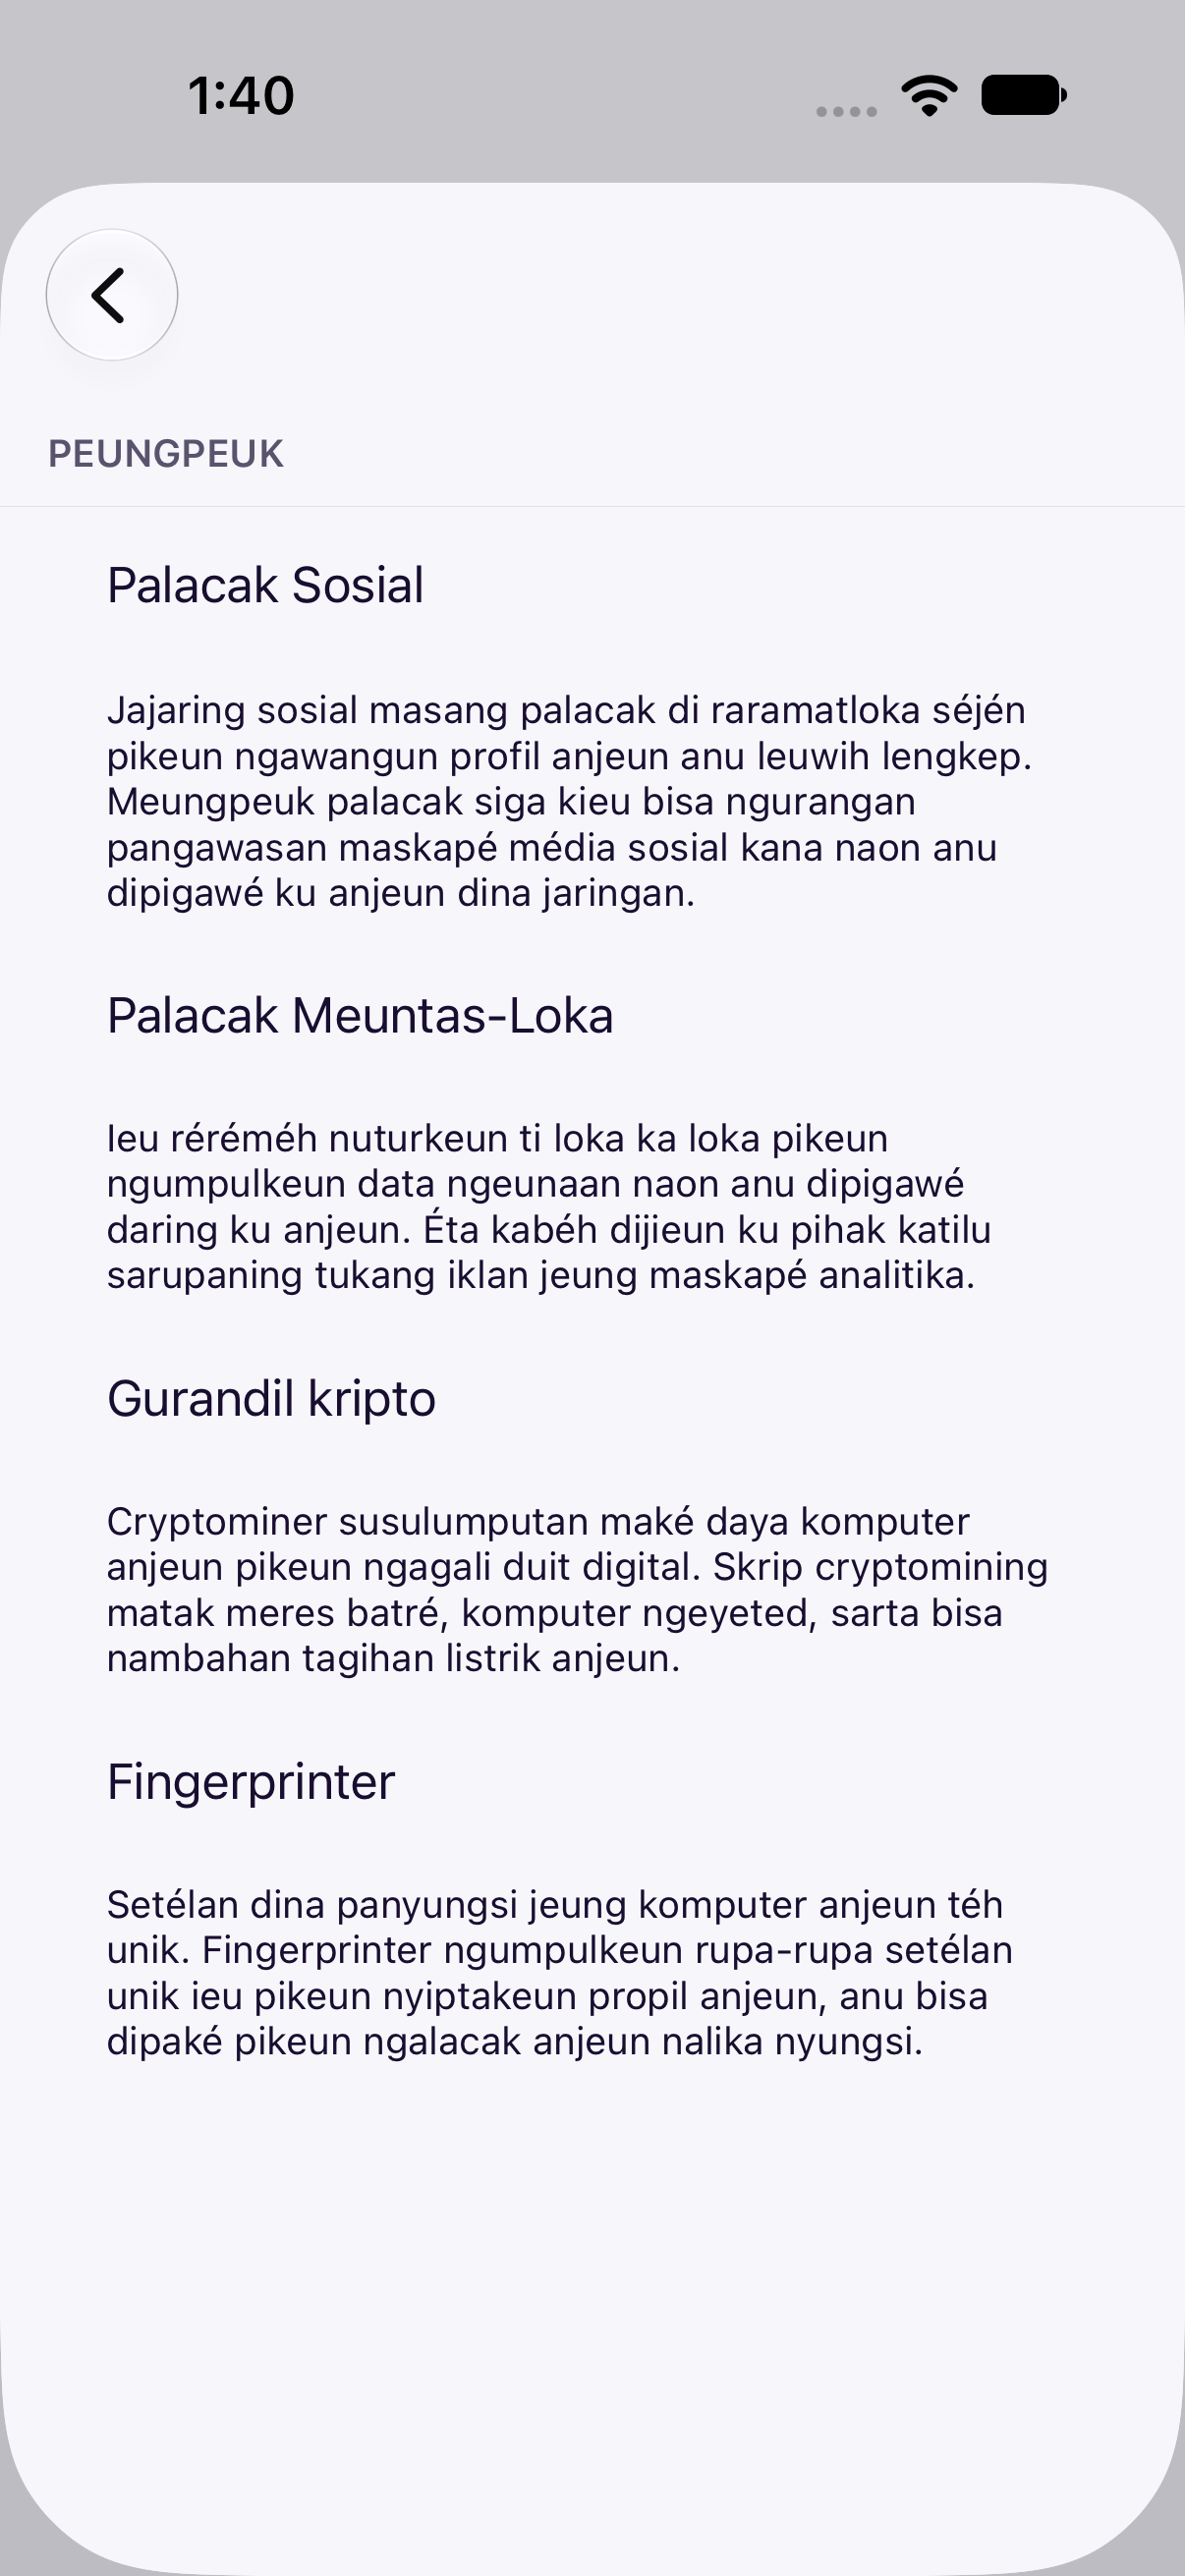 1:40
PEUNGPEUK
Palacak Sosial
Jajaring sosial masang palacak di raramatloka séjén
pikeun ngawangun profil anjeun anu leuwih lengkep.
Meungpeuk palacak siga kieu bisa ngurangan
pangawasan maskapé média sosial kana naon anu
dipigawé ku anjeun dina jaringan.
Palacak Meuntas-Loka
Ieu réréméh nuturkeun ti loka ka loka pikeun
ngumpulkeun data ngeunaan naon anu dipigawé
daring ku anjeun. Éta kabéh dijieun ku pihak katilu
sarupaning tukang iklan jeung maskapé analitika.
Gurandil kripto
Cryptominer susulumputan maké daya komputer
anjeun pikeun ngagali duit digital. Skrip cryptomining
matak meres batré, komputer ngeyeted, sarta bisa
nambahan tagihan listrik anjeun.
Fingerprinter
Setélan dina panyungsi jeung komputer anjeun téh
unik. Fingerprinter ngumpulkeun rupa-rupa setélan
unik ieu pikeun nyiptakeun propil anjeun, anu bisa
dipaké pikeun ngalacak anjeun nalika nyungsi.